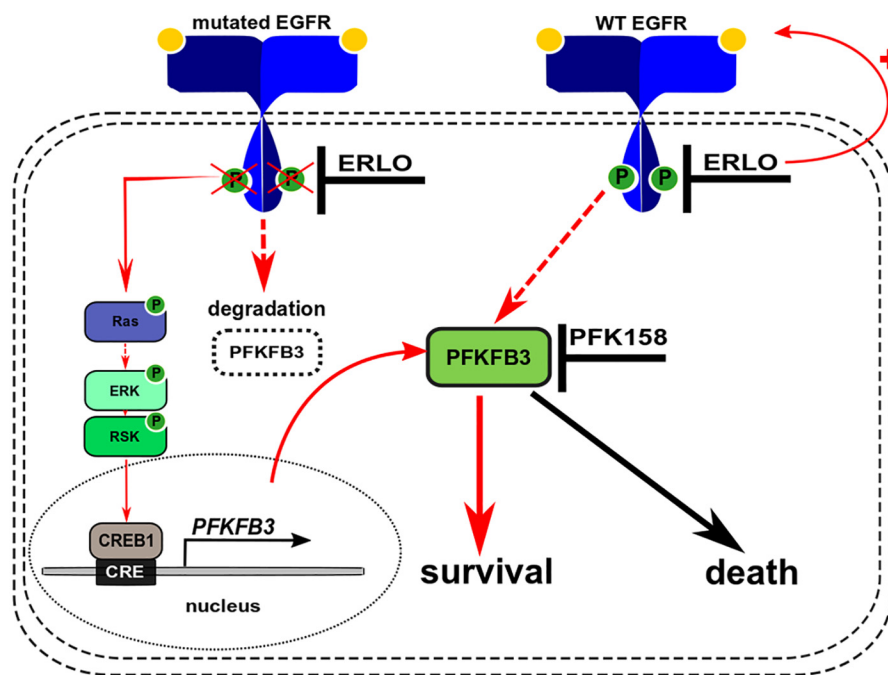 mutated EGFR
WT EGFR
+
P
P
ERLO
P
P
ERLO
degradation
PFKFB3
Ras
P
ERK
P
RSK
P
PFKFB3
PFK158
CREB1
CRE
PFKFB3
nucleus
survival
death